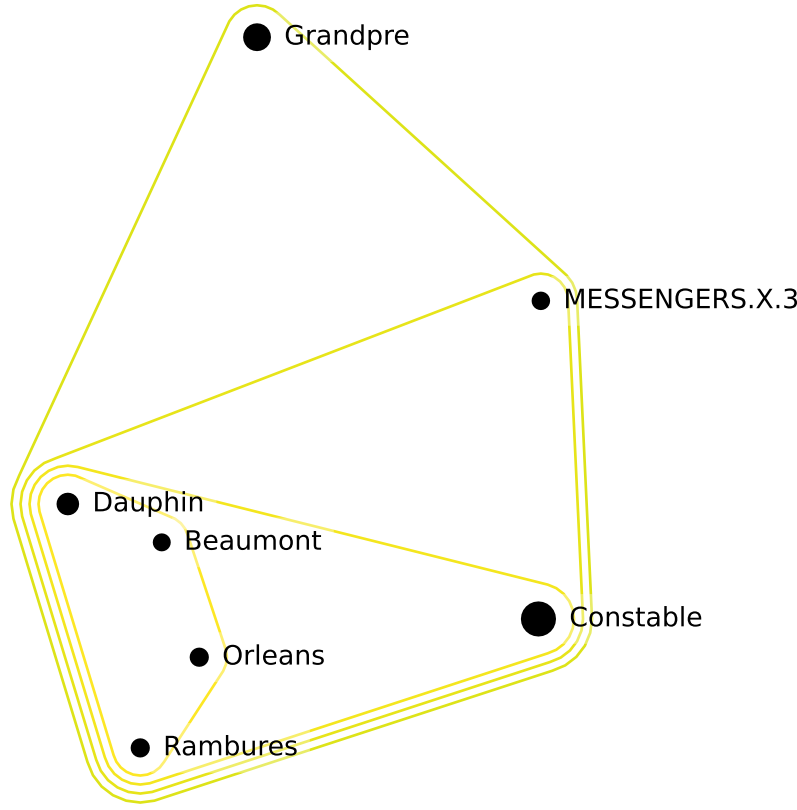 Grandpre
MESSENGERS.X.3
Dauphin
Beaumont
Constable
Orleans
Rambures